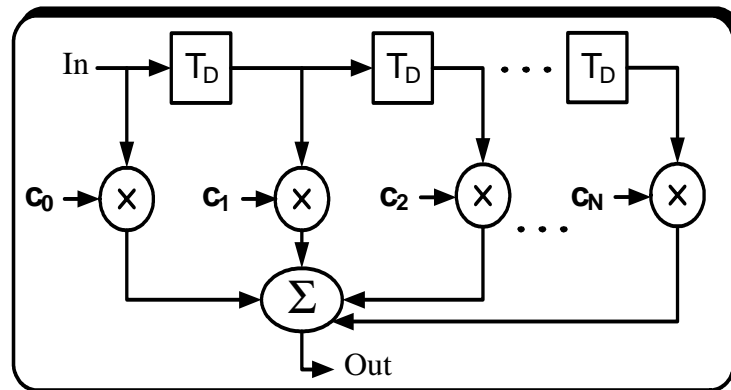 In T_D T_D . . . T_D
c_0 × c_1 × c_2 × c_N ×
. . .
Σ
Out